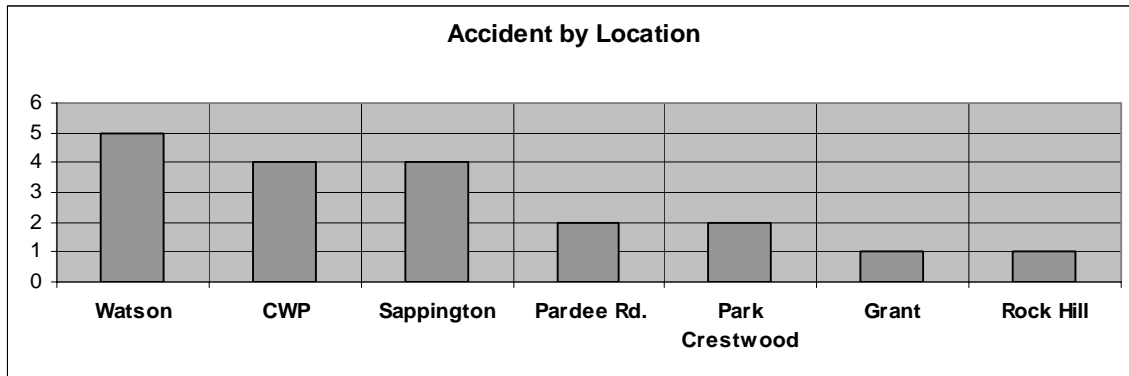 Accident by Location
6
5
4
3
2
1
0
Watson
CWP
Sappington
Pardee Rd.
Park
Crestwood
Grant
Rock Hill